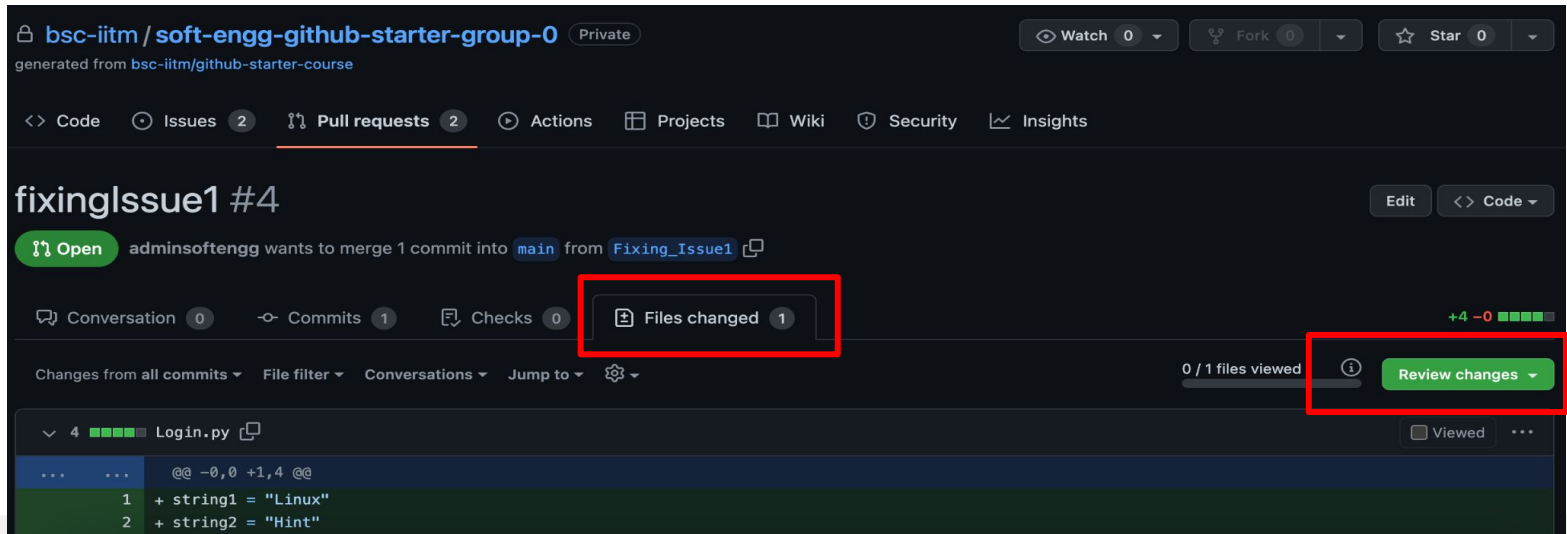 bsc-iitm / soft-engg-github-starter-group-0 Private Watch 0 Fork 0 Star 0
generated from bsc-iitm/github-starter-course
<> Code Issues 2 Pull requests 2 Actions Projects Wiki Security Insights
fixingIssue1 #4 Edit <> Code
Open adminsoftengg wants to merge 1 commit into main from Fixing_Issue1
Conversation 0 Commits 1 Checks 0 Files changed 1 +4 −0
Changes from all commits File filter Conversations Jump to 0 / 1 files viewed Review changes
4 Login.py Viewed ...
... ... @@ -0,0 +1,4 @@
1 + string1 = "Linux"
2 + string2 = "Hint"